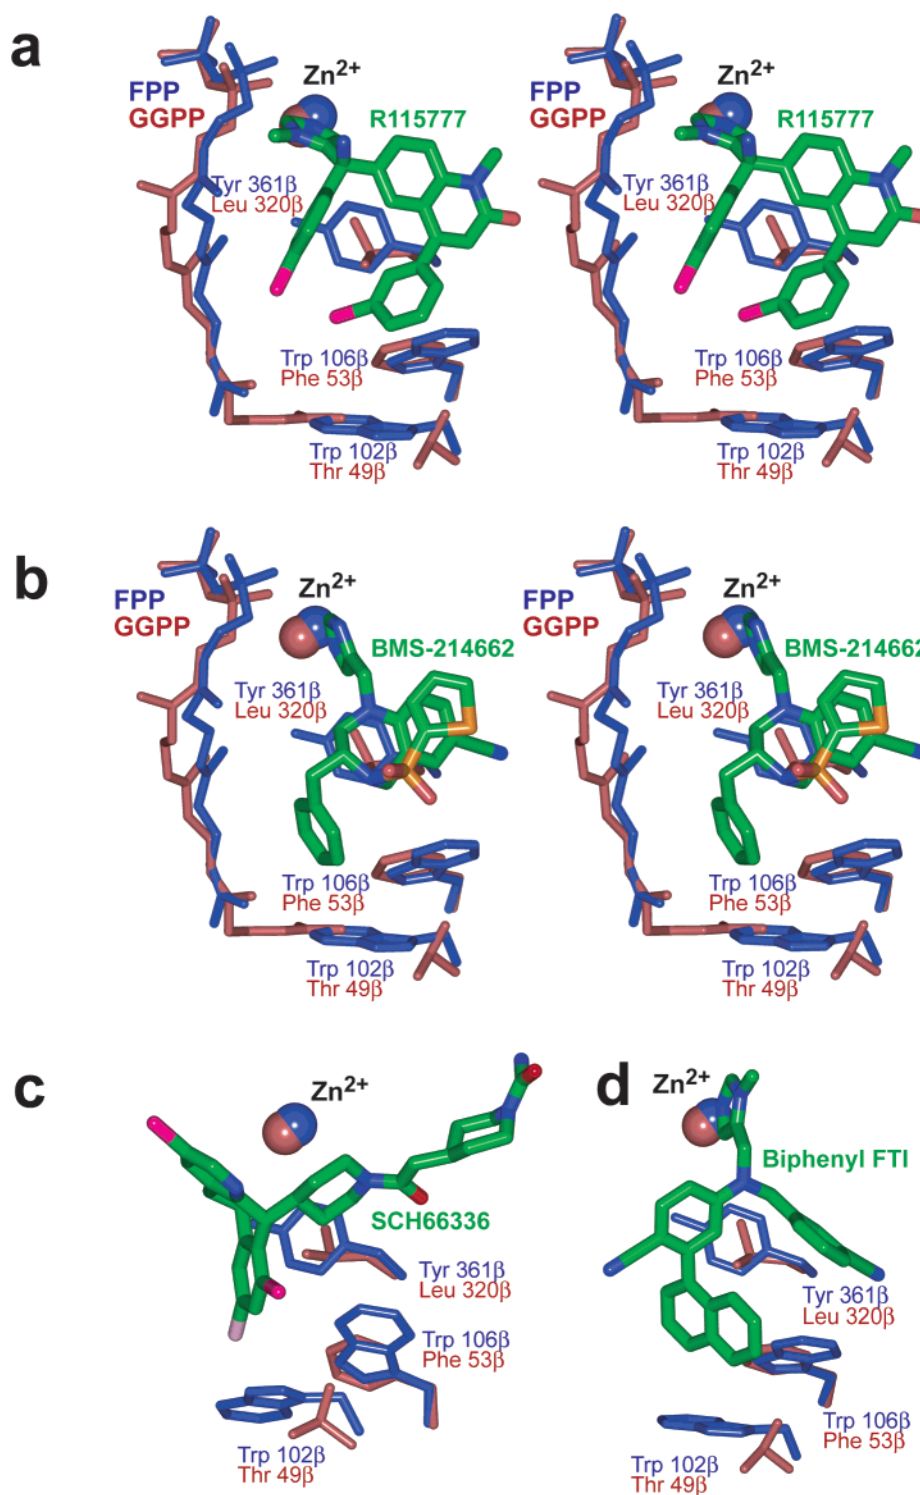 a
Zn2+
FPP
GGPP
R115777
Tyr 361β
Leu 320β
Trp 106β
Phe 53β
Trp 102β
Thr 49β
Zn2+
FPP
GGPP
R115777
Tyr 361β
Leu 320β
Trp 106β
Phe 53β
Trp 102β
Thr 49β
b
Zn2+
FPP
GGPP
BMS-214662
Tyr 361β
Leu 320β
Trp 106β
Phe 53β
Trp 102β
Thr 49β
Zn2+
FPP
GGPP
BMS-214662
Tyr 361β
Leu 320β
Trp 106β
Phe 53β
Trp 102β
Thr 49β
c
Zn2+
SCH66336
Tyr 361β
Leu 320β
Trp 106β
Phe 53β
Trp 102β
Thr 49β
d
Zn2+
Biphenyl FTI
Tyr 361β
Leu 320β
Trp 106β
Phe 53β
Trp 102β
Thr 49β